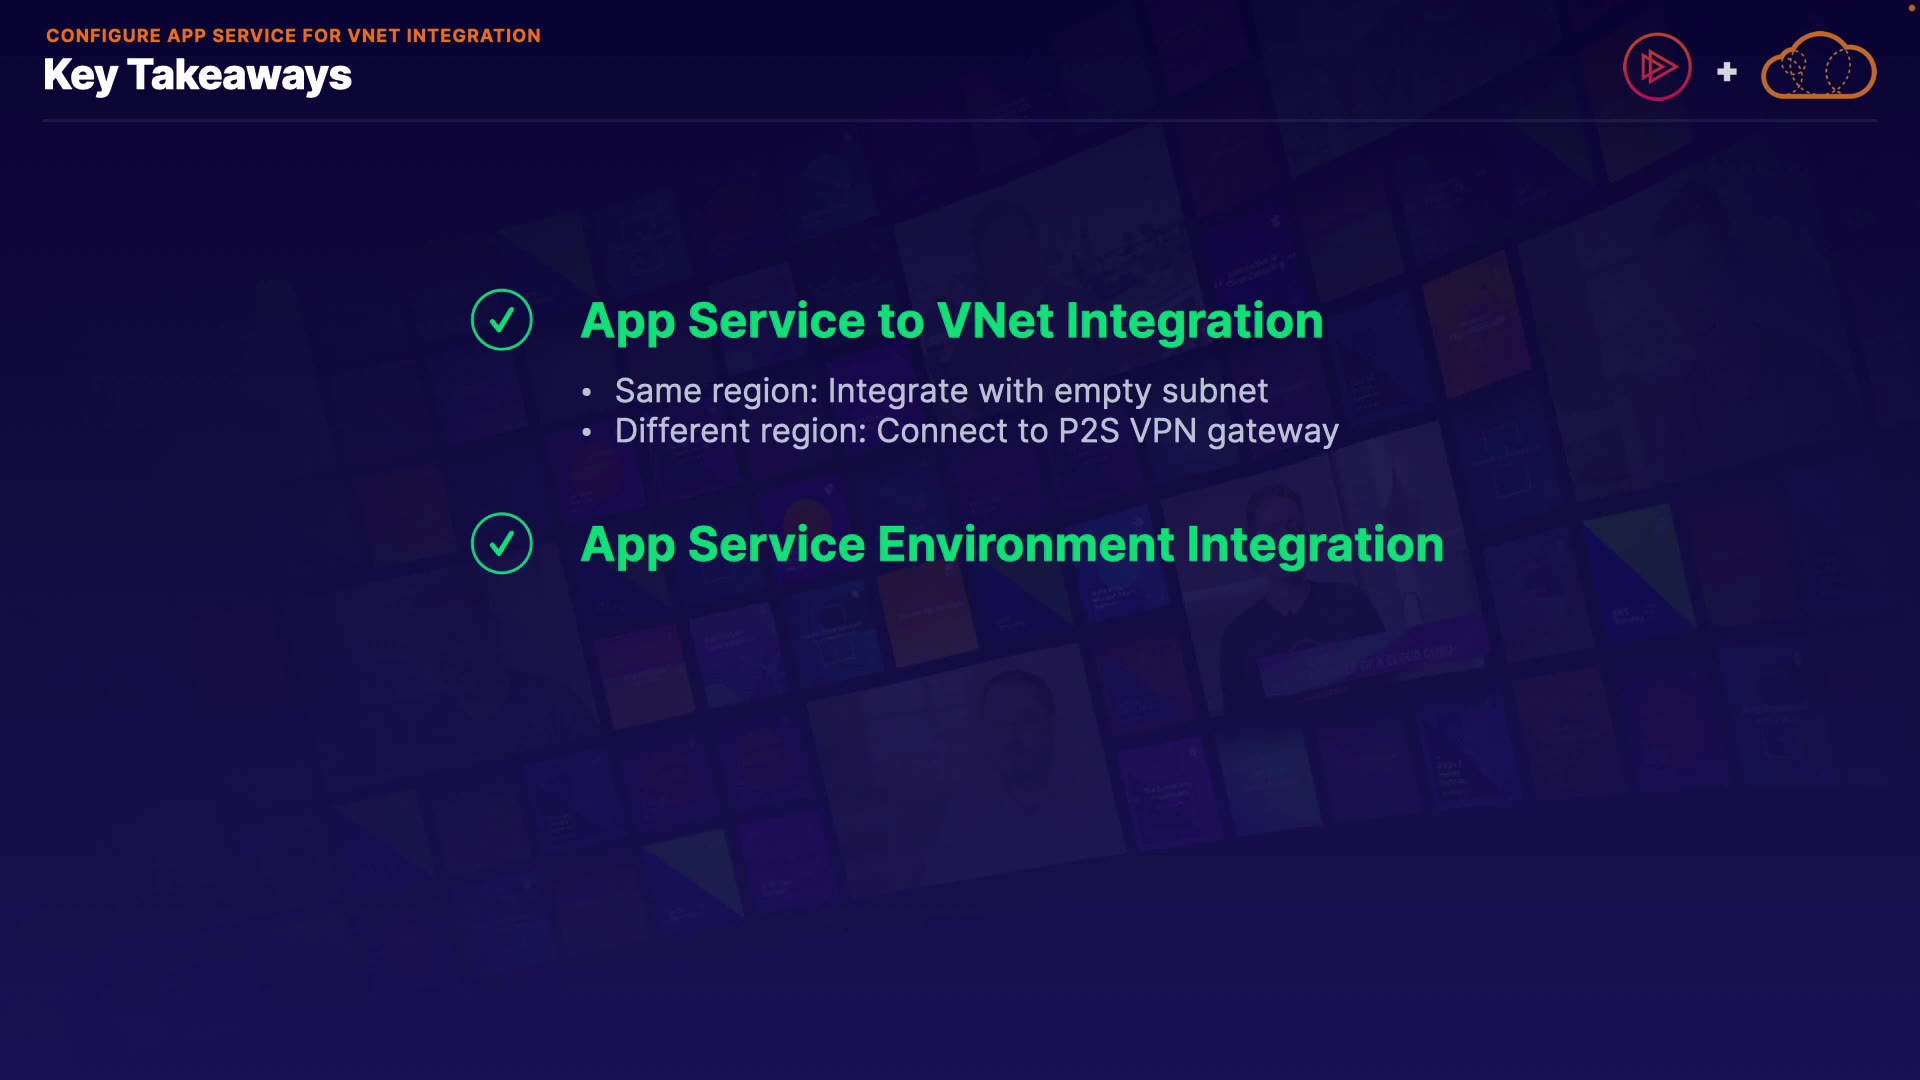 CONFIGURE APP SERVICE FOR VNET INTEGRATION
Key Takeaways
App Service to VNet Integration
• Same region: Integrate with empty subnet
• Different region: Connect to P2S VPN gateway
App Service Environment Integration